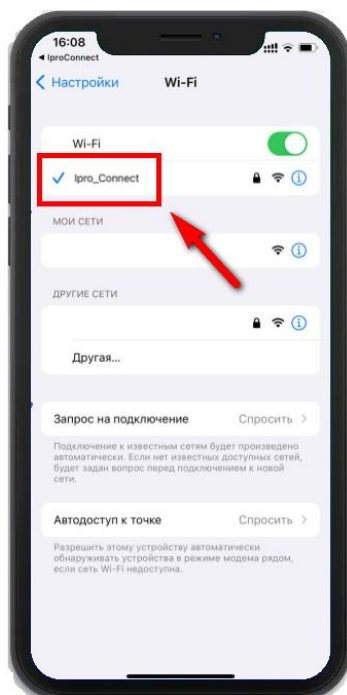 16:08
◀ IproConnect
Настройки
Wi-Fi
Wi-Fi
Ipro_Connect
МОИ СЕТИ
ДРУГИЕ СЕТИ
Другая...
Запрос на подключение
Спросить
Подключение к известным сетям будет произведено
автоматически. Если нет известных доступных сетей,
будет задан вопрос перед подключением к новой
сети.
Автодоступ к точке
Спросить
Разрешить этому устройству автоматически
обнаруживать устройства в режиме модема рядом,
если сеть Wi-Fi недоступна.